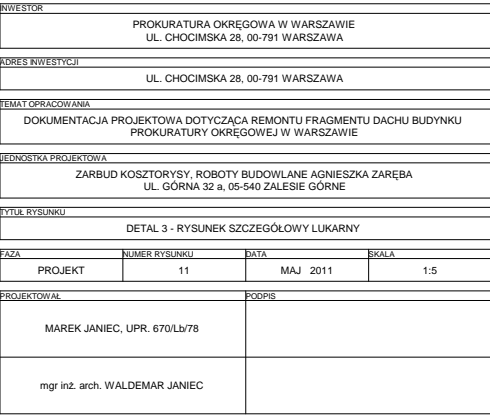 INWESTOR
PROKURATURA OKRĘGOWA W WARSZAWIE
UL. CHOCIMSKA 28, 00-791 WARSZAWA
ADRES INWESTYCJI
UL. CHOCIMSKA 28, 00-791 WARSZAWA
TEMAT OPRACOWANIA
DOKUMENTACJA PROJEKTOWA DOTYCZĄCA REMONTU FRAGMENTU DACHU BUDYNKU
PROKURATURY OKRĘGOWEJ W WARSZAWIE
JEDNOSTKA PROJEKTOWA
ZARBUD KOSZTORYSY, ROBOTY BUDOWLANE AGNIESZKA ZARĘBA
UL. GÓRNA 32 a, 05-540 ZALESIE GÓRNE
TYTUŁ RYSUNKU
DETAL 3 - RYSUNEK SZCZEGÓŁOWY LUKARNY
FAZA NUMER RYSUNKU DATA SKALA
PROJEKT 11 MAJ 2011 1:5
PROJEKTOWAŁ PODPIS
MAREK JANIEC, UPR. 670/Lb/78
mgr inż. arch. WALDEMAR JANIEC